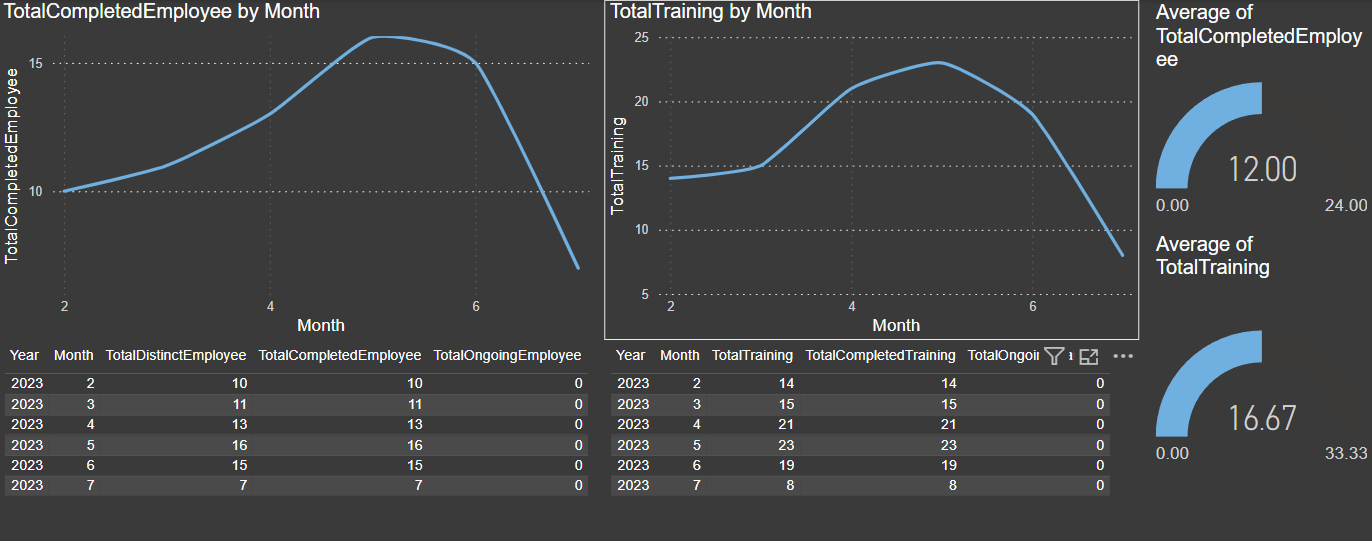 TotalCompletedEmployee by Month
TotalCompletedEmployee
15
10
2 4 6
Month
TotalTraining by Month
TotalTraining
25
20
15
10
5
2 4 6
Month
Average of
TotalCompletedEmploy
ee
12.00
0.00 24.00
Average of
TotalTraining
16.67
0.00 33.33
Year Month TotalDistinctEmployee TotalCompletedEmployee TotalOngoingEmployee
2023 2 10 10 0
2023 3 11 11 0
2023 4 13 13 0
2023 5 16 16 0
2023 6 15 15 0
2023 7 7 7 0
Year Month TotalTraining TotalCompletedTraining
2023 2 14 14 0
2023 3 15 15 0
2023 4 21 21 0
2023 5 23 23 0
2023 6 19 19 0
2023 7 8 8 0